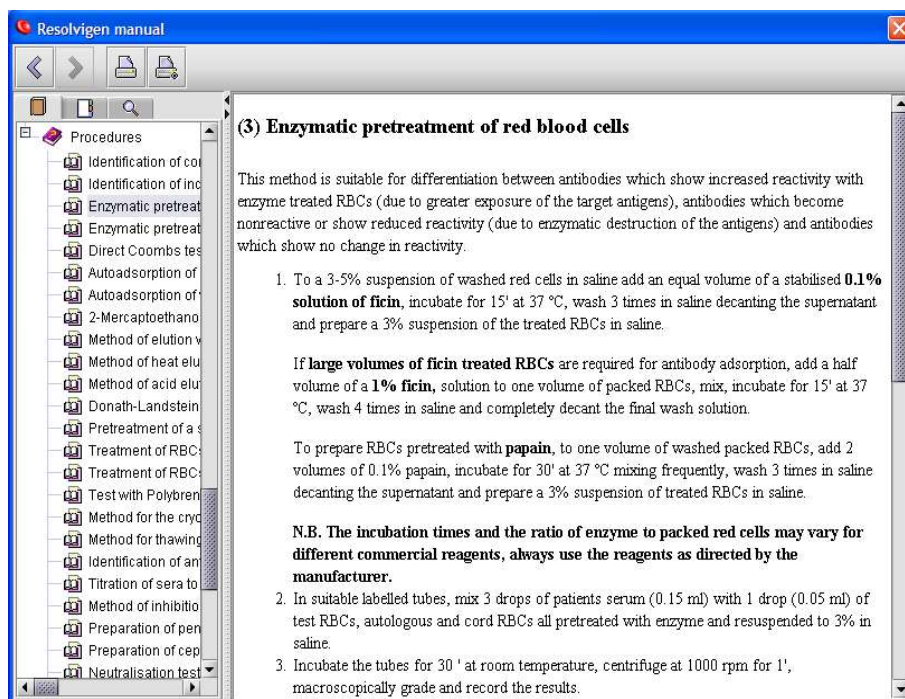 Resolvigen manual
Procedures
Identification of co
Identification of inc
Enzymatic pretreat
Enzymatic pretreat
Direct Coombs tes
Autoadsorption of
Autoadsorption of
2-Mercaptoethano
Method of elution v
Method of heat elu
Method of acid elu
Donath-Landstein
Pretreatment of a s
Treatment of RBC
Treatment of RBC
Test with Polybren
Method for the cryo
Method for thawing
Identification of an
Titration of sera to
Method of inhibitio
Preparation of pen
Preparation of cep
Neutralisation test
(3) Enzymatic pretreatment of red blood cells
This method is suitable for differentiation between antibodies which show increased reactivity with
enzyme treated RBCs (due to greater exposure of the target antigens), antibodies which become
nonreactive or show reduced reactivity (due to enzymatic destruction of the antigens) and antibodies
which show no change in reactivity.
1. To a 3-5% suspension of washed red cells in saline add an equal volume of a stabilised 0.1%
solution of ficin, incubate for 15' at 37 °C, wash 3 times in saline decanting the supernatant
and prepare a 3% suspension of the treated RBCs in saline.
If large volumes of ficin treated RBCs are required for antibody adsorption, add a half
volume of a 1% ficin, solution to one volume of packed RBCs, mix, incubate for 15' at 37
°C, wash 4 times in saline and completely decant the final wash solution.
To prepare RBCs pretreated with papain, to one volume of washed packed RBCs, add 2
volumes of 0.1% papain, incubate for 30' at 37 °C mixing frequently, wash 3 times in saline
decanting the supernatant and prepare a 3% suspension of treated RBCs in saline.
N.B. The incubation times and the ratio of enzyme to packed red cells may vary for
different commercial reagents, always use the reagents as directed by the
manufacturer.
2. In suitable labelled tubes, mix 3 drops of patients serum (0.15 ml) with 1 drop (0.05 ml) of
test RBCs, autologous and cord RBCs all pretreated with enzyme and resuspended to 3% in
saline.
3. Incubate the tubes for 30 ' at room temperature, centrifuge at 1000 rpm for 1',
macroscopically grade and record the results.